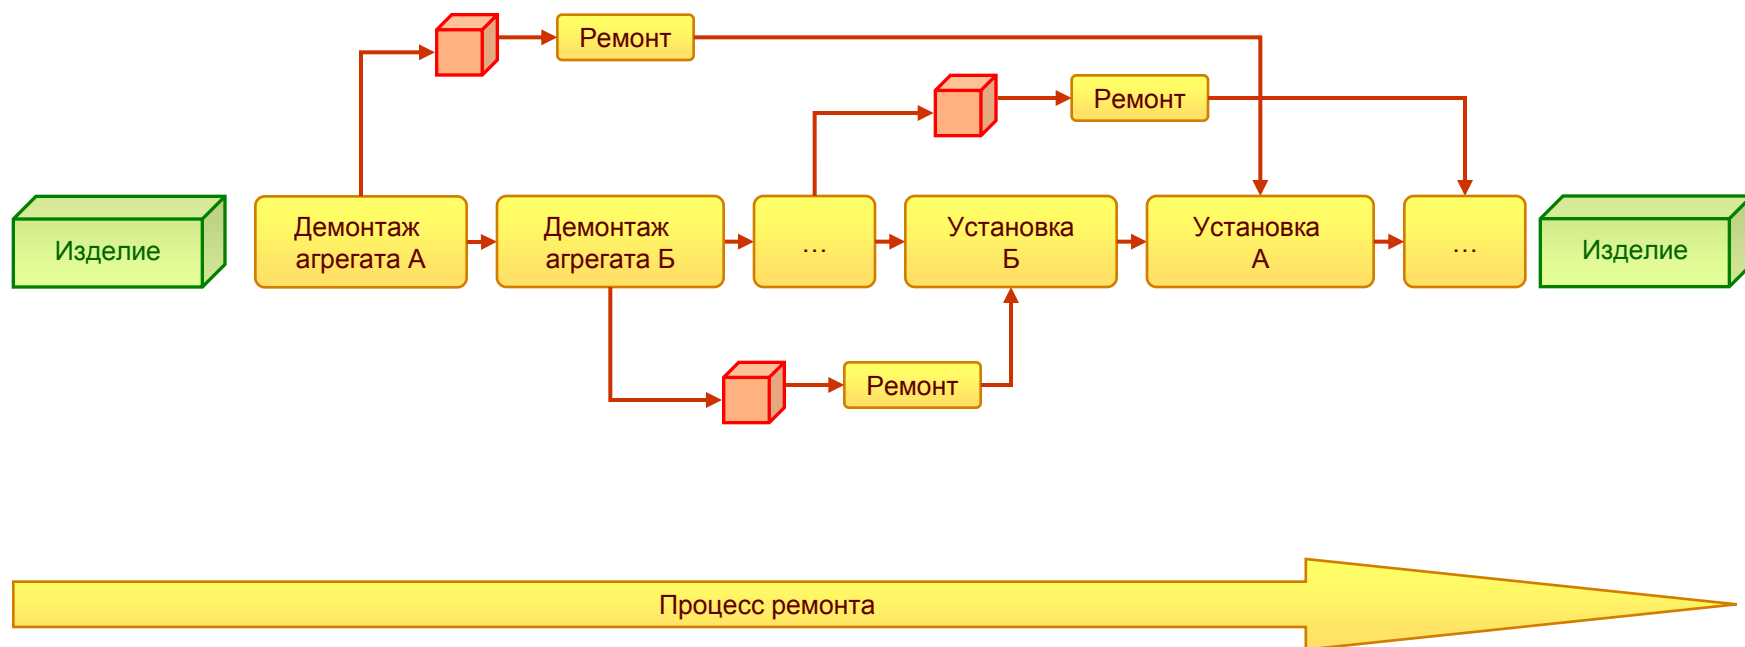 Ремонт
Ремонт
Изделие
Демонтаж
агрегата А
Демонтаж
агрегата Б
…
Установка
Б
Установка
А
…
Изделие
Ремонт
Процесс ремонта